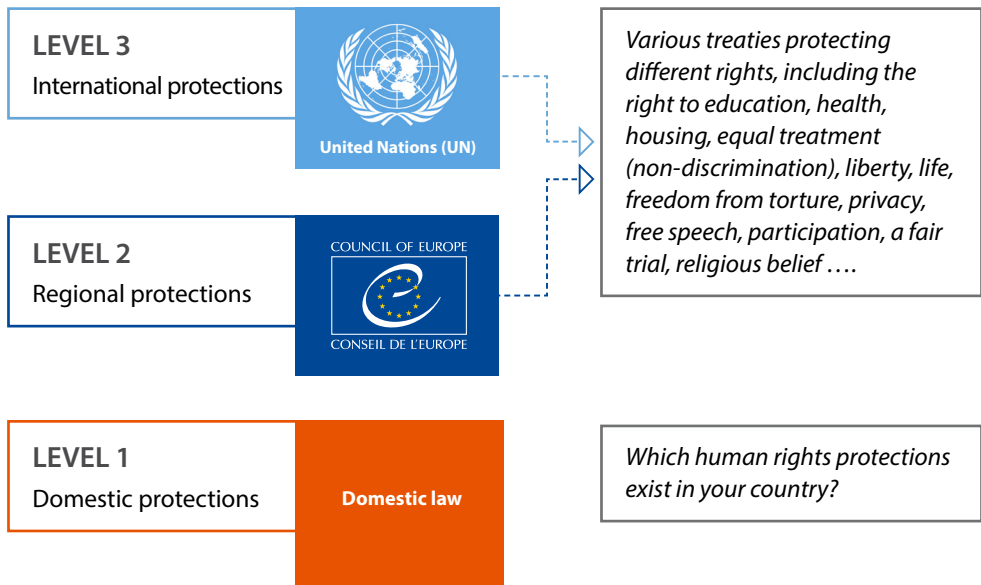 LEVEL 3
International protections
United Nations (UN)
Various treaties protecting
different rights, including the
right to education, health,
housing, equal treatment
(non-discrimination), liberty, life,
freedom from torture, privacy,
free speech, participation, a fair
trial, religious belief ….
LEVEL 2
Regional protections
COUNCIL OF EUROPE
CONSEIL DE L'EUROPE
LEVEL 1
Domestic protections
Domestic law
Which human rights protections
exist in your country?